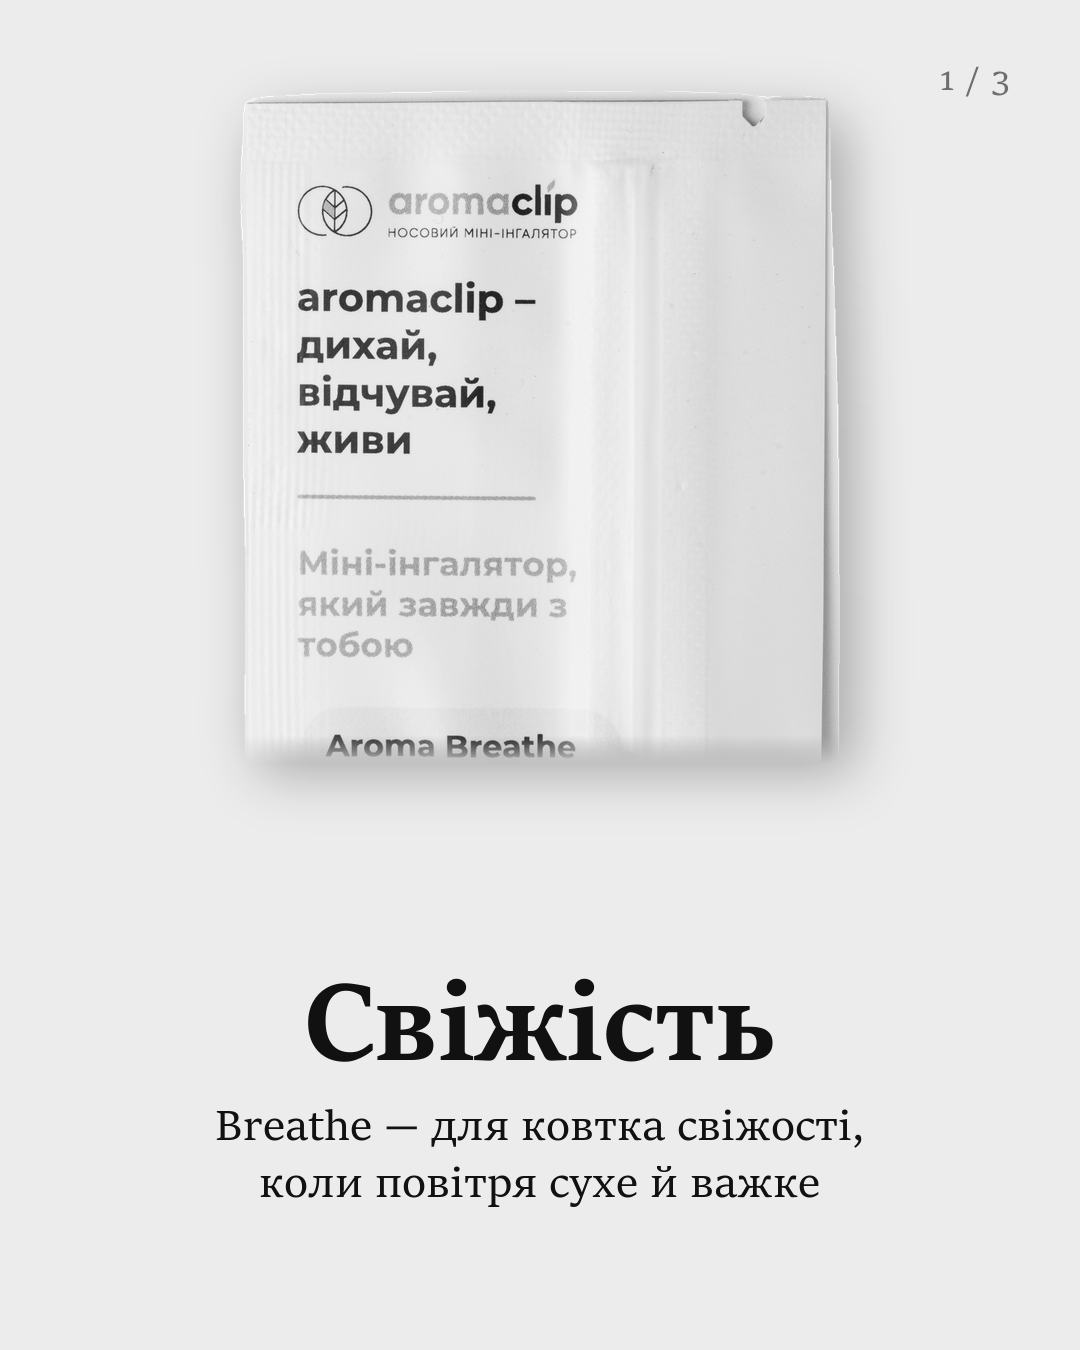 1 / 3
aromaclip
НОСОВИЙ МІНІ-ІНГАЛЯТОР
aromaclip –
дихай,
відчувай,
живи
Міні-інгалятор,
який завжди з
тобою
Aroma Breathe
Свіжість
Breathe — для ковтка свіжості,
коли повітря сухе й важке